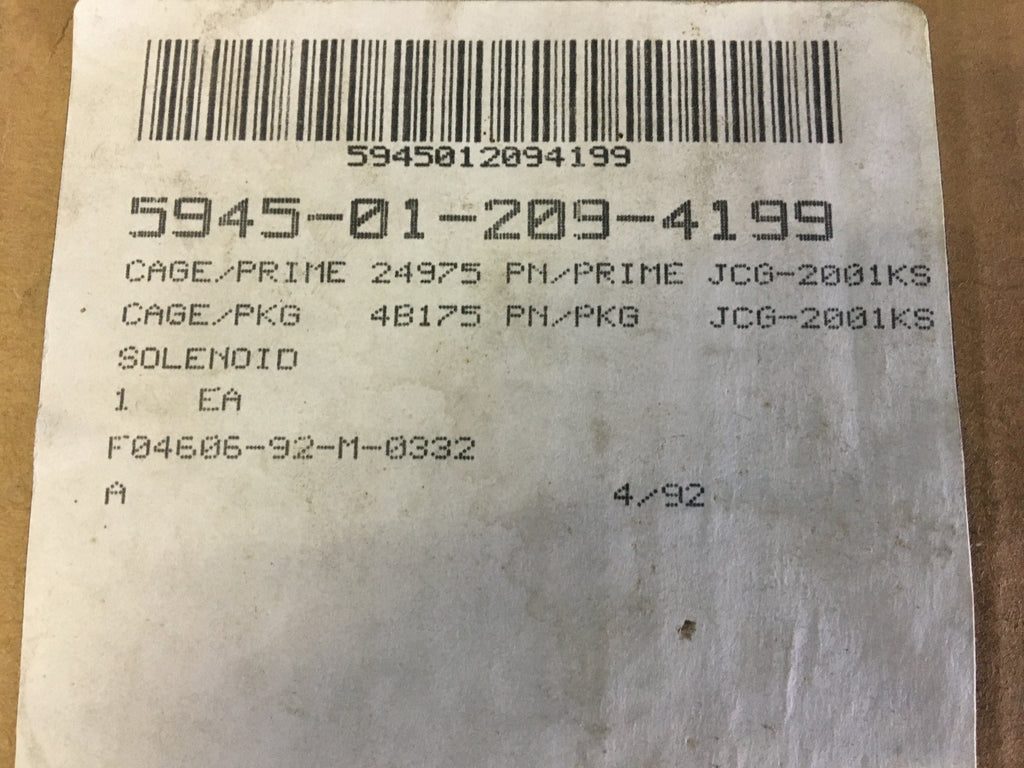 5945012094199
5945-01-209-4199
CAGE/PRIME 24975 PN/PRIME JCG-2001KS
CAGE/PKG 4B175 PN/PKG JCG-2001KS
SOLENOID
1 EA
F04606-92-M-0332
A 4/92